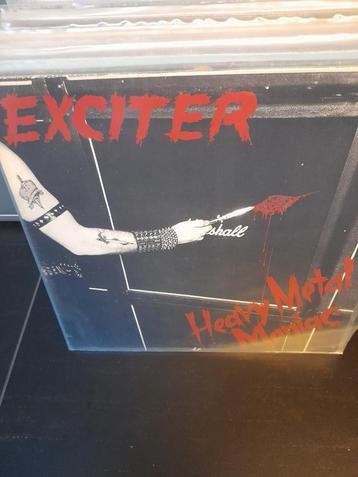 EXCITER
shall
Heavy Metal
Maniac